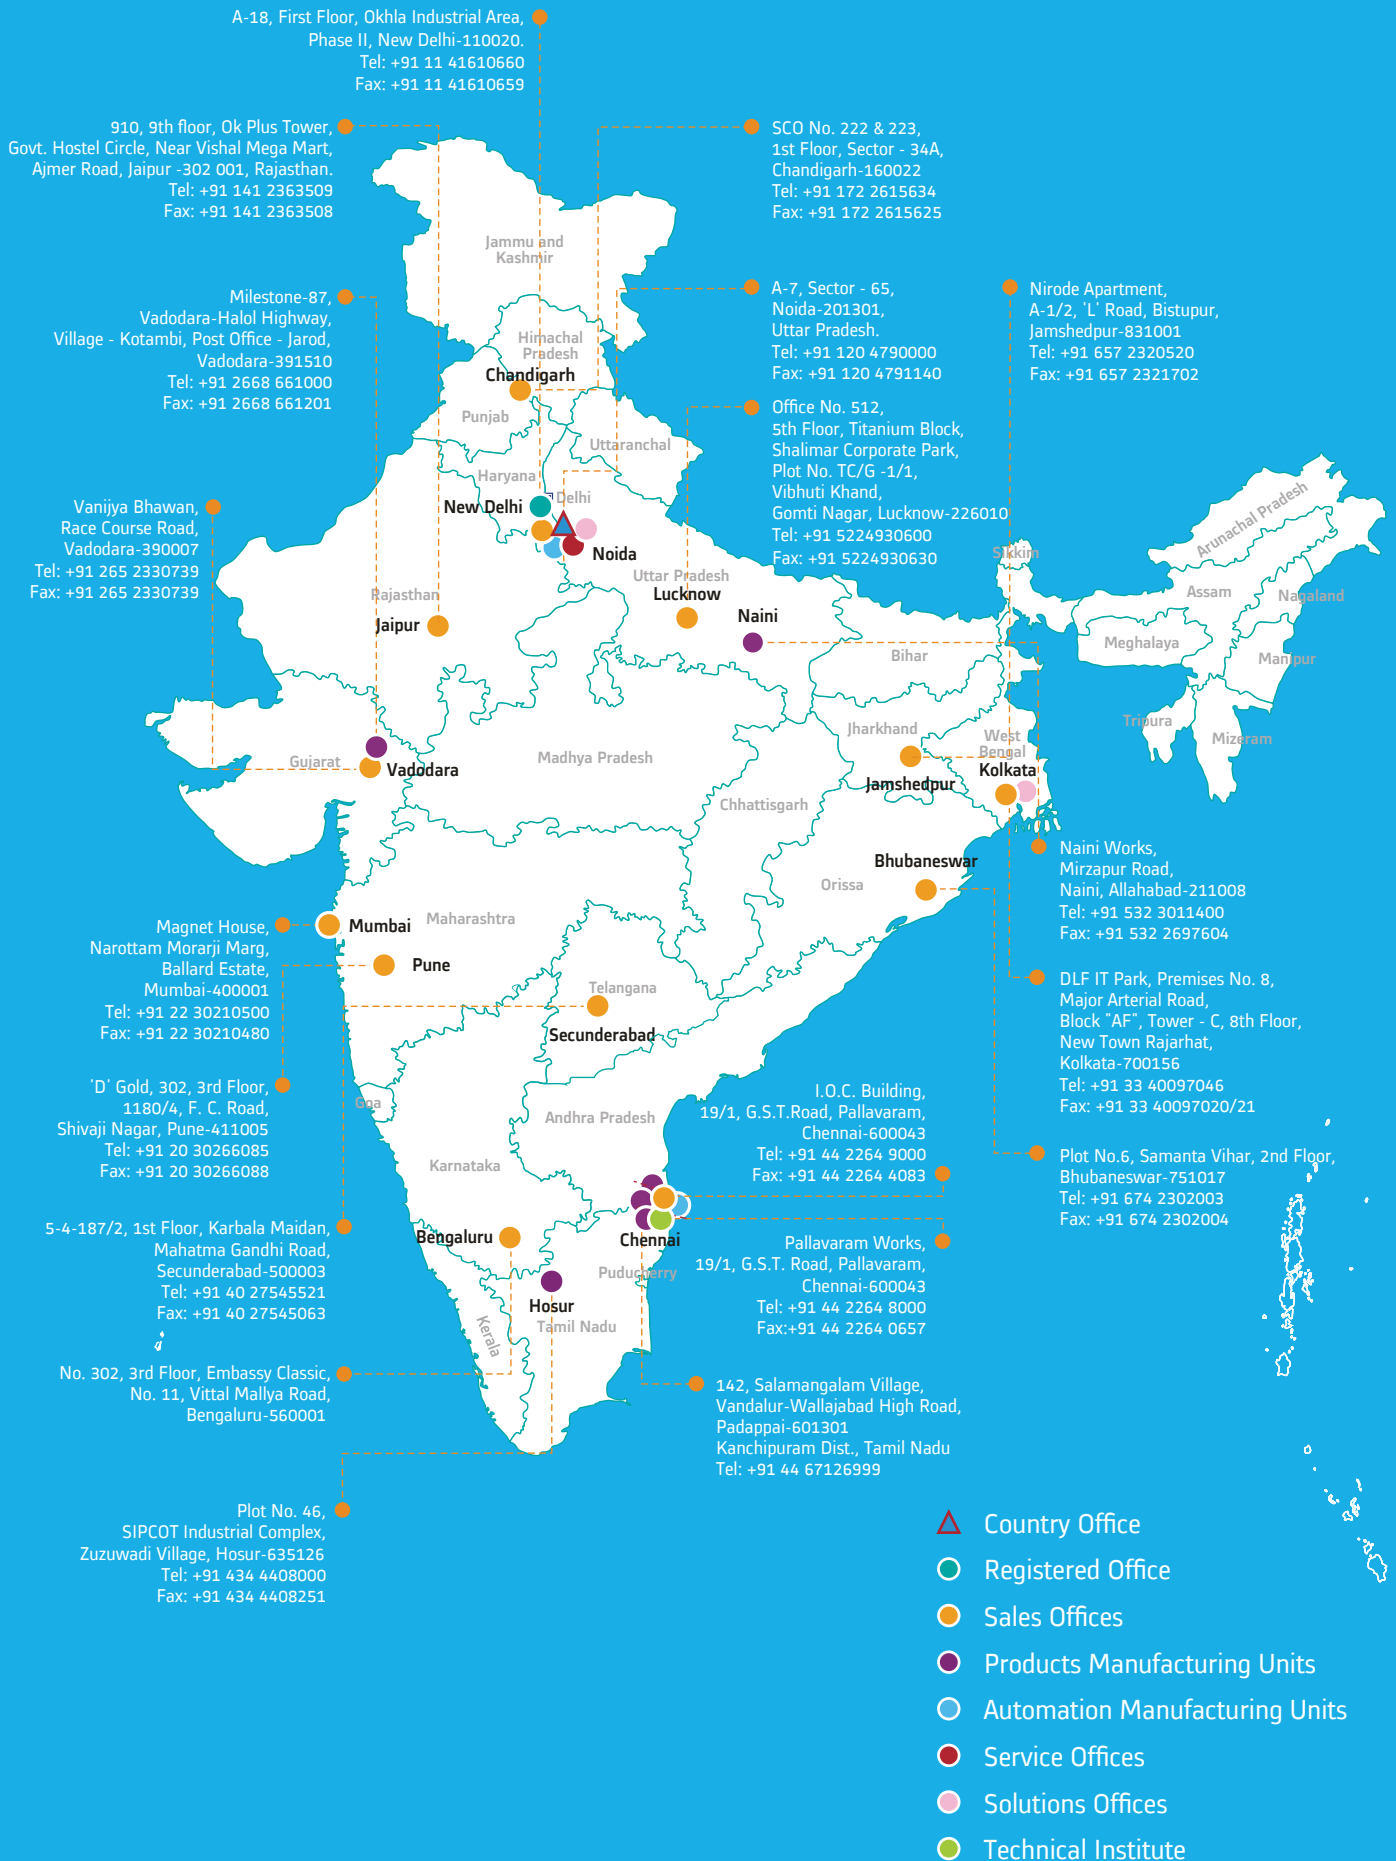 A-18, First Floor, Okhla Industrial Area,
Phase II, New Delhi-110020.
Tel: +91 11 41610660
Fax: +91 11 41610659
910, 9th floor, Ok Plus Tower,
Govt. Hostel Circle, Near Vishal Mega Mart,
Ajmer Road, Jaipur -302 001, Rajasthan.
Tel: +91 141 2363509
Fax: +91 141 2363508
SCO No. 222 & 223,
1st Floor, Sector - 34A,
Chandigarh-160022
Tel: +91 172 2615634
Fax: +91 172 2615625
Milestone-87,
Vadodara-Halol Highway,
Village - Kotambi, Post Office - Jarod,
Vadodara-391510
Tel: +91 2668 661000
Fax: +91 2668 661201
A-7, Sector - 65,
Noida-201301,
Uttar Pradesh.
Tel: +91 120 4790000
Fax: +91 120 4791140
Nirode Apartment,
A-1/2, 'L' Road, Bistupur,
Jamshedpur-831001
Tel: +91 657 2320520
Fax: +91 657 2321702
Office No. 512,
5th Floor, Titanium Block,
Shalimar Corporate Park,
Plot No. TC/G -1/1,
Vibhuti Khand,
Gomti Nagar, Lucknow-226010
Tel: +91 5224930600
Fax: +91 5224930630
Vanijya Bhawan,
Race Course Road,
Vadodara-390007
Tel: +91 265 2330739
Fax: +91 265 2330739
Jammu and
Kashmir
Himachal
Pradesh
Chandigarh
Punjab
Uttaranchal
Haryana
New Delhi
Delhi
Noida
Uttar Pradesh
Lucknow
Naini
Rajasthan
Jaipur
Bihar
Sikkim
Arunachal Pradesh
Assam
Nagaland
Meghalaya
Manipur
Tripura
Mizeram
Jharkhand
West
Bengal
Kolkata
Jamshedpur
Gujarat
Vadodara
Madhya Pradesh
Chhattisgarh
Bhubaneswar
Orissa
Mumbai
Maharashtra
Pune
Telangana
Secunderabad
Goa
Andhra Pradesh
Karnataka
Bengaluru
Chennai
Puducherry
Hosur
Tamil Nadu
Kerala
Naini Works,
Mirzapur Road,
Naini, Allahabad-211008
Tel: +91 532 3011400
Fax: +91 532 2697604
Magnet House,
Narottam Morarji Marg,
Ballard Estate,
Mumbai-400001
Tel: +91 22 30210500
Fax: +91 22 30210480
DLF IT Park, Premises No. 8,
Major Arterial Road,
Block "AF", Tower - C, 8th Floor,
New Town Rajarhat,
Kolkata-700156
Tel: +91 33 40097046
Fax: +91 33 40097020/21
'D' Gold, 302, 3rd Floor,
1180/4, F. C. Road,
Shivaji Nagar, Pune-411005
Tel: +91 20 30266085
Fax: +91 20 30266088
I.O.C. Building,
19/1, G.S.T.Road, Pallavaram,
Chennai-600043
Tel: +91 44 2264 9000
Fax: +91 44 2264 4083
Plot No.6, Samanta Vihar, 2nd Floor,
Bhubaneswar-751017
Tel: +91 674 2302003
Fax: +91 674 2302004
5-4-187/2, 1st Floor, Karbala Maidan,
Mahatma Gandhi Road,
Secunderabad-500003
Tel: +91 40 27545521
Fax: +91 40 27545063
Pallavaram Works,
19/1, G.S.T. Road, Pallavaram,
Chennai-600043
Tel: +91 44 2264 8000
Fax:+91 44 2264 0657
No. 302, 3rd Floor, Embassy Classic,
No. 11, Vittal Mallya Road,
Bengaluru-560001
142, Salamangalam Village,
Vandalur-Wallajabad High Road,
Padappai-601301
Kanchipuram Dist., Tamil Nadu
Tel: +91 44 67126999
Plot No. 46,
SIPCOT Industrial Complex,
Zuzuwadi Village, Hosur-635126
Tel: +91 434 4408000
Fax: +91 434 4408251
Country Office
Registered Office
Sales Offices
Products Manufacturing Units
Automation Manufacturing Units
Service Offices
Solutions Offices
Technical Institute